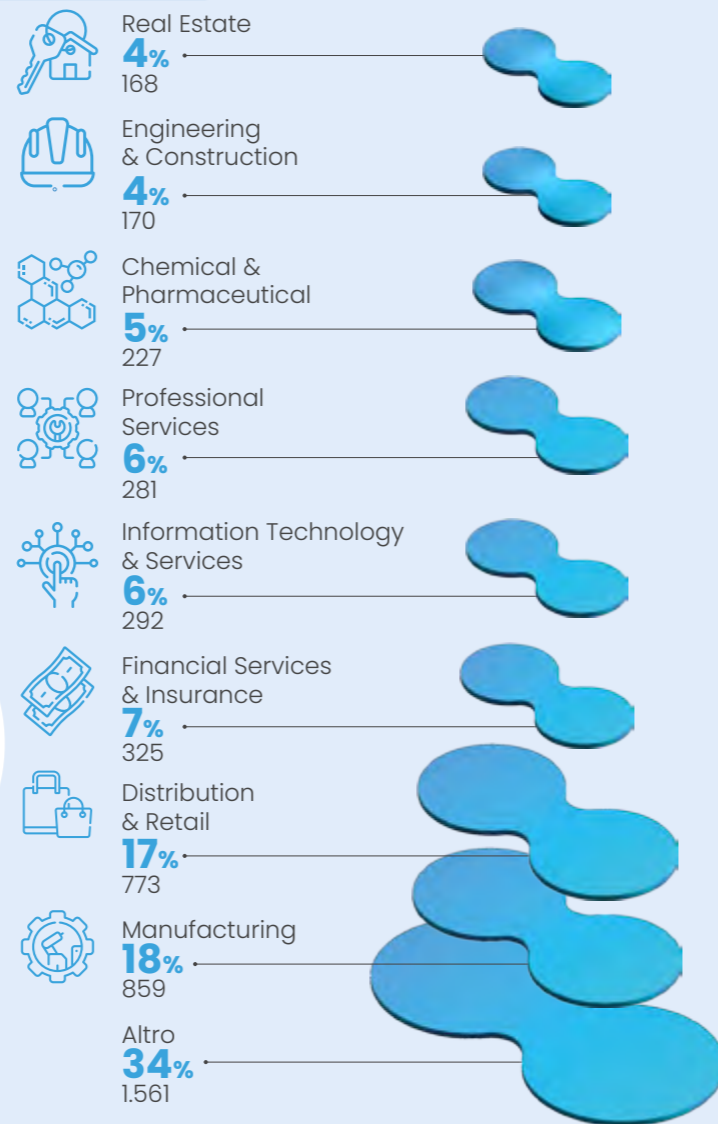 Real Estate
4%
168
Engineering
& Construction
4%
170
Chemical &
Pharmaceutical
5%
227
Professional
Services
6%
281
Information Technology
& Services
6%
292
Financial Services
& Insurance
7%
325
Distribution
& Retail
17%
773
Manufacturing
18%
859
Altro
34%
1.561